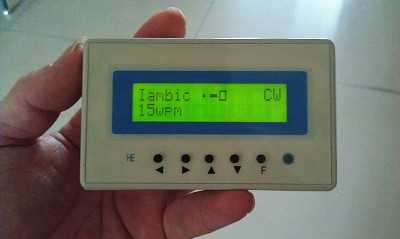 Iambic ·-□ CW
15wpm
HE
◀ ▶ ▲ ▼ F